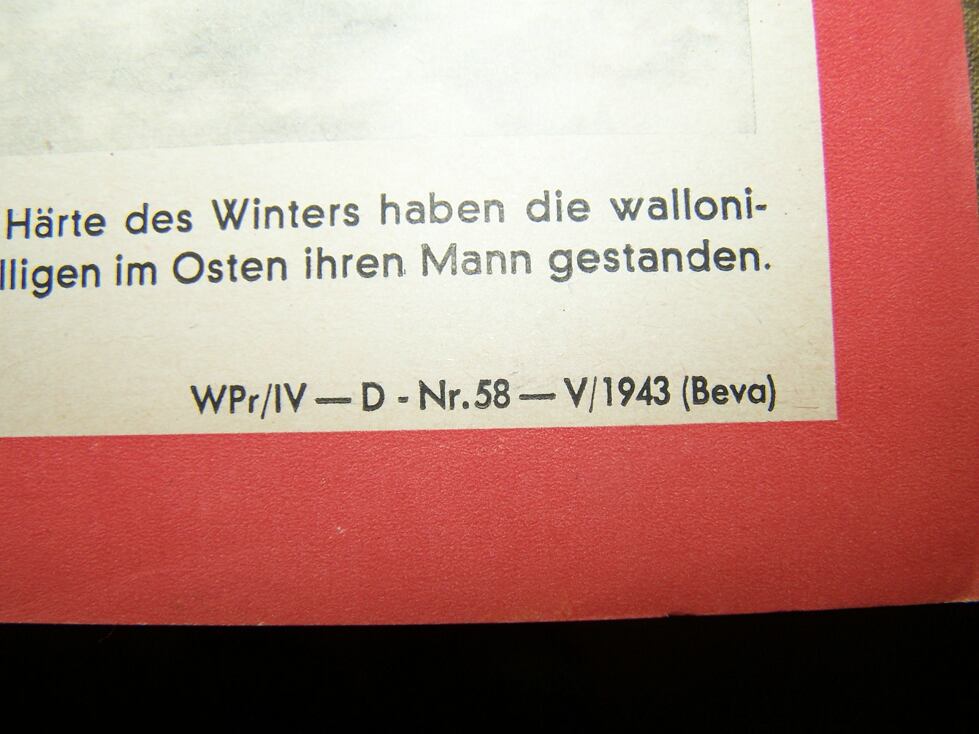 Härte des Winters haben die walloni-
lligen im Osten ihren Mann gestanden.
WPr/IV — D - Nr. 58 — V/1943 (Beva)